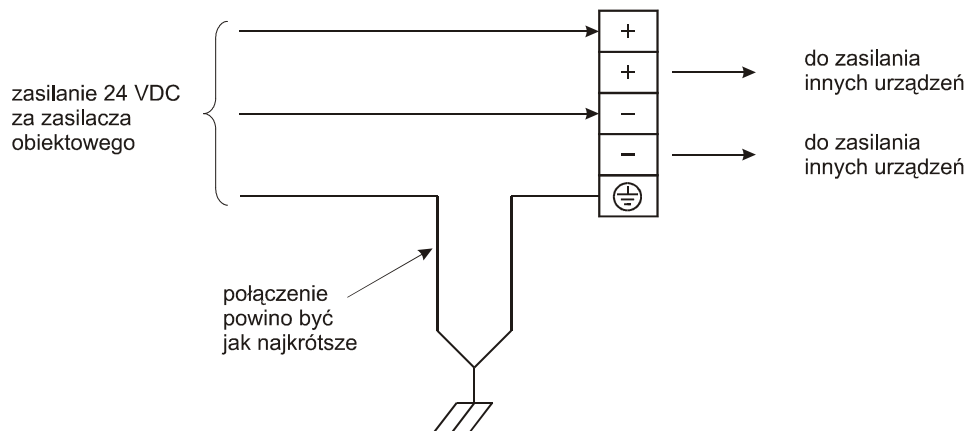 zasilanie 24 VDC
za zasilacza
obiektowego
+
+
−
−
do zasilania
innych urządzeń
do zasilania
innych urządzeń
połączenie
powino być
jak najkrótsze